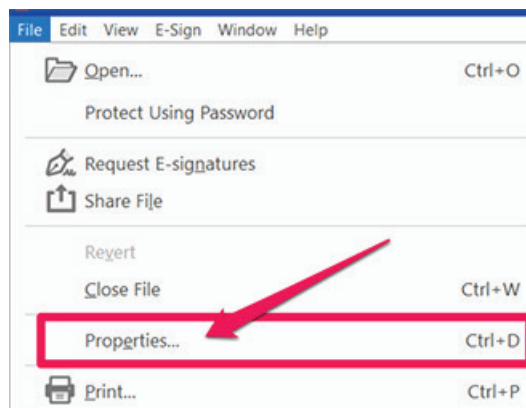 File Edit View E-Sign Window Help
Open... Ctrl+O
Protect Using Password
Request E-signatures
Share File
Revert
Close File Ctrl+W
Properties... Ctrl+D
Print... Ctrl+P